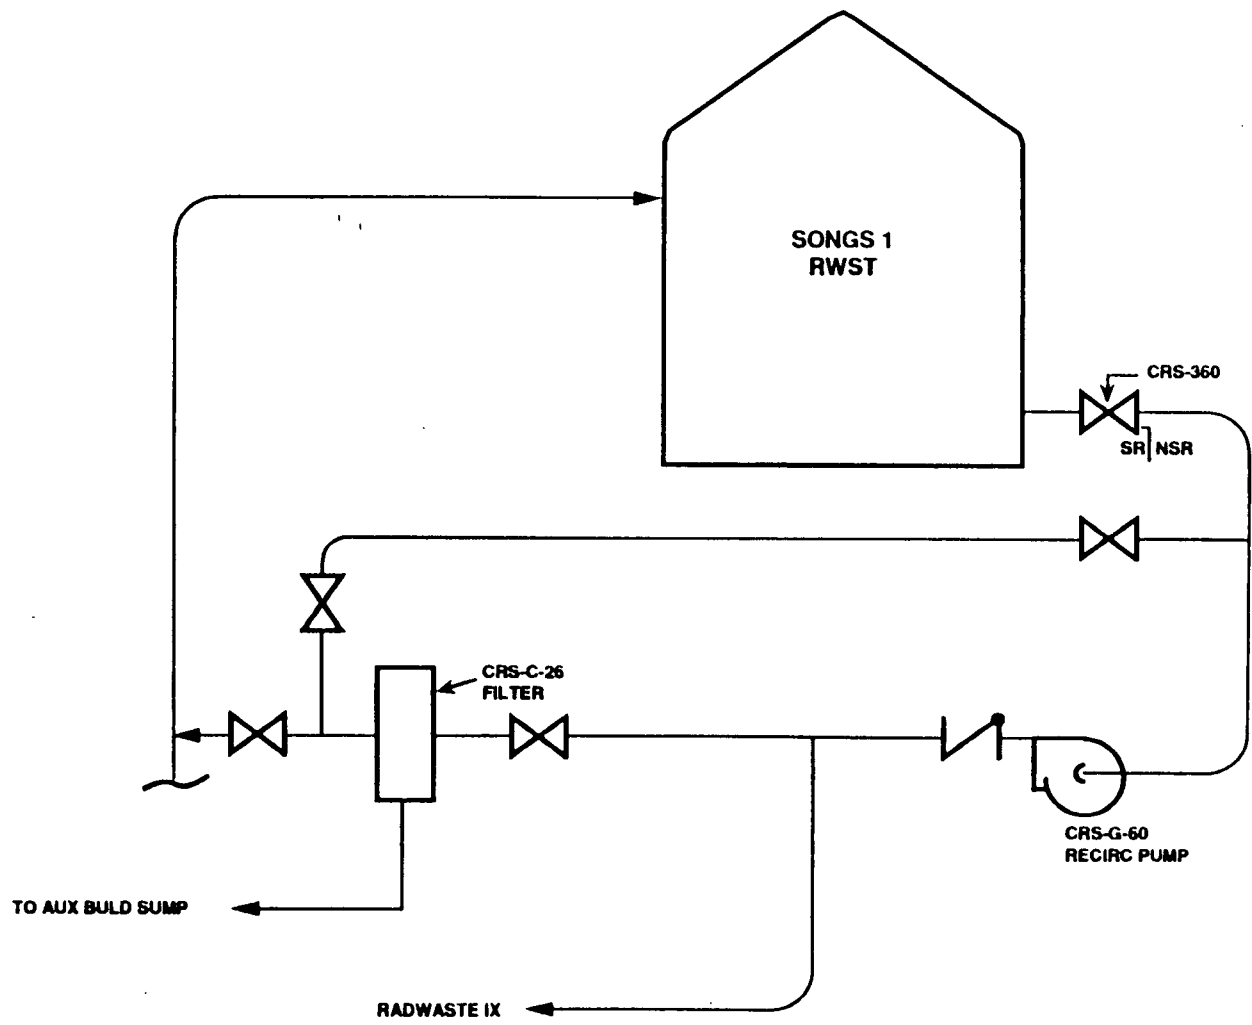 SONGS 1
RWST
CRS-360
SR NSR
CRS-C-26
FILTER
CRS-G-60
RECIRC PUMP
TO AUX BULD SUMP
RADWASTE IX